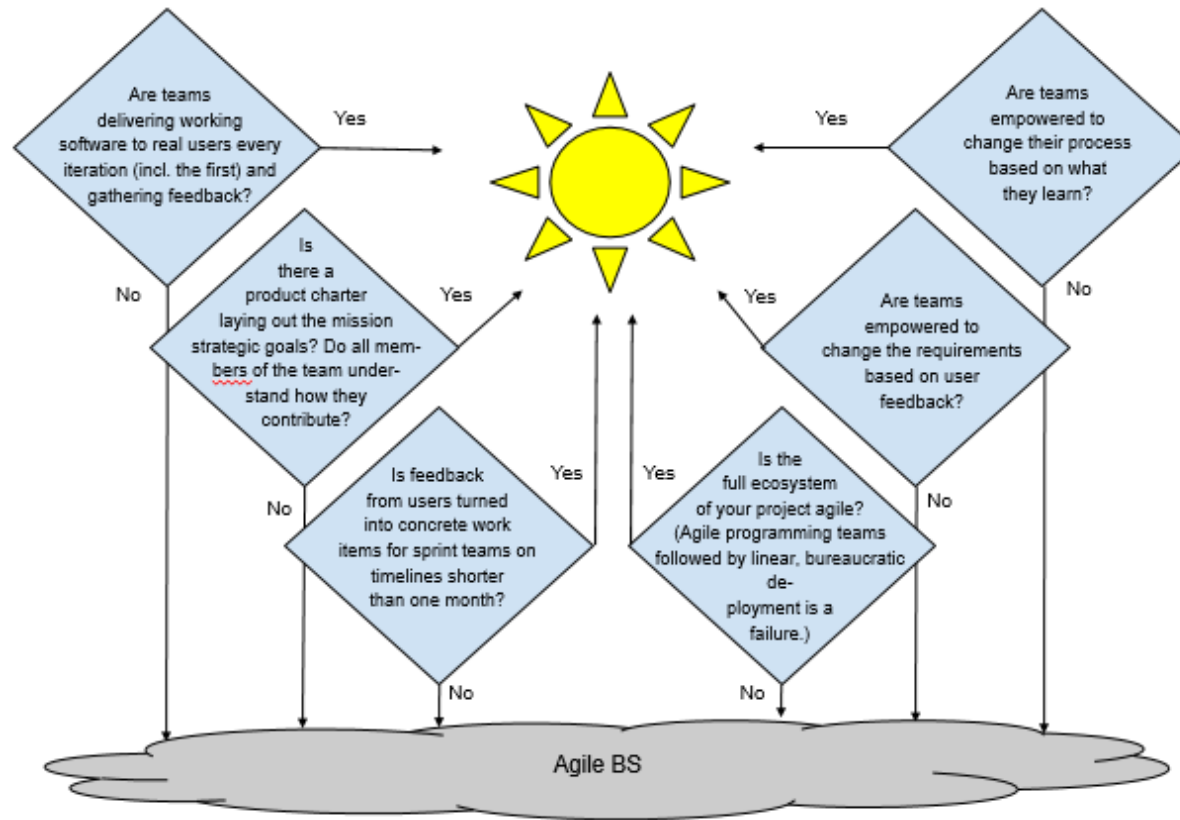 Are teams
delivering working
software to real users every
iteration (incl. the first) and
gathering feedback?
Yes
No
Is
there a
product charter
laying out the mission
strategic goals? Do all mem-
bers of the team under-
stand how they
contribute?
Yes
No
Is feedback
from users turned
into concrete work
items for sprint teams on
timelines shorter
than one month?
Yes
No
Are teams
empowered to
change their process
based on what
they learn?
Yes
No
Are teams
empowered to
change the requirements
based on user
feedback?
Yes
No
Is the
full ecosystem
of your project agile?
(Agile programming teams
followed by linear, bureaucratic
de-
ployment is a
failure.)
Yes
No
Agile BS